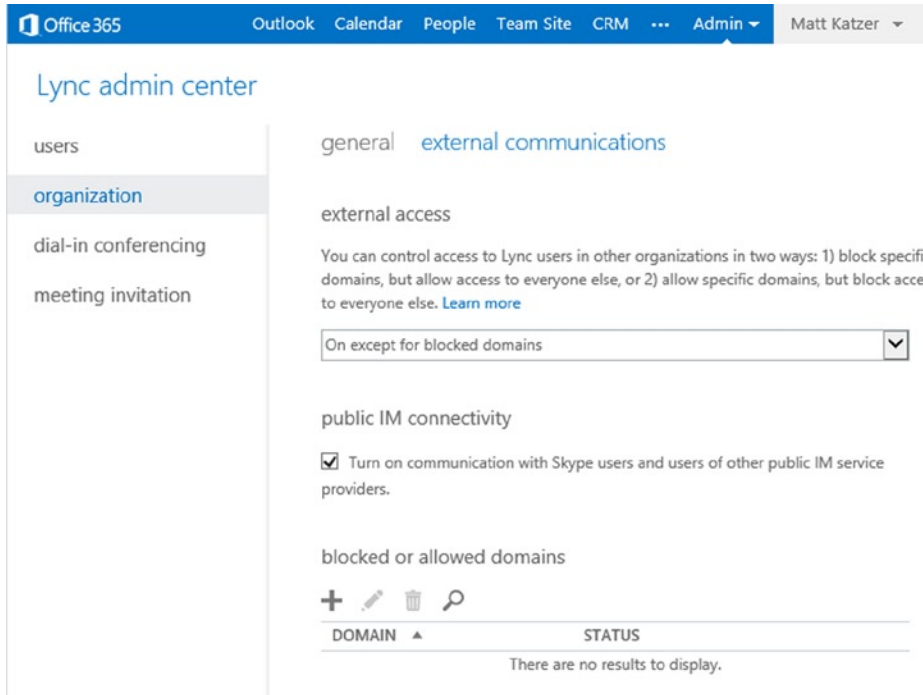 Office 365 Outlook Calendar People Team Site CRM ... Admin Matt Katzer
Lync admin center
users
organization
dial-in conferencing
meeting invitation
general external communications
external access
You can control access to Lync users in other organizations in two ways: 1) block specifi
domains, but allow access to everyone else, or 2) allow specific domains, but block acce
to everyone else. Learn more
On except for blocked domains
public IM connectivity
Turn on communication with Skype users and users of other public IM service
providers.
blocked or allowed domains
DOMAIN STATUS
There are no results to display.